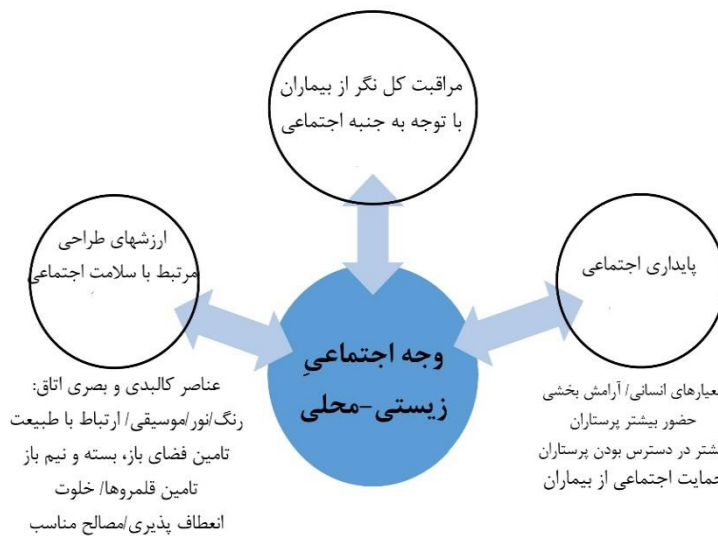 مراقبت کل نگر از بیماران
با توجه به جنبه اجتماعی
پایداری اجتماعی
معیارهای انسانی/ آرامش بخشی
حضور بیشتر پرستاران
بیشتر در دسترس بودن پرستاران
حمایت اجتماعی از بیماران
وجه اجتماعیِ
زیستی-محلی
ارزشهای طراحی
مرتبط با سلامت اجتماعی
عناصر کالبدی و بصری اتاق:
رنگ/نور/موسیقی/ ارتباط با طبیعت
تامین فضای باز، بسته و نیم باز
تامین قلمروها/ خلوت
انعطاف پذیری/مصالح مناسب